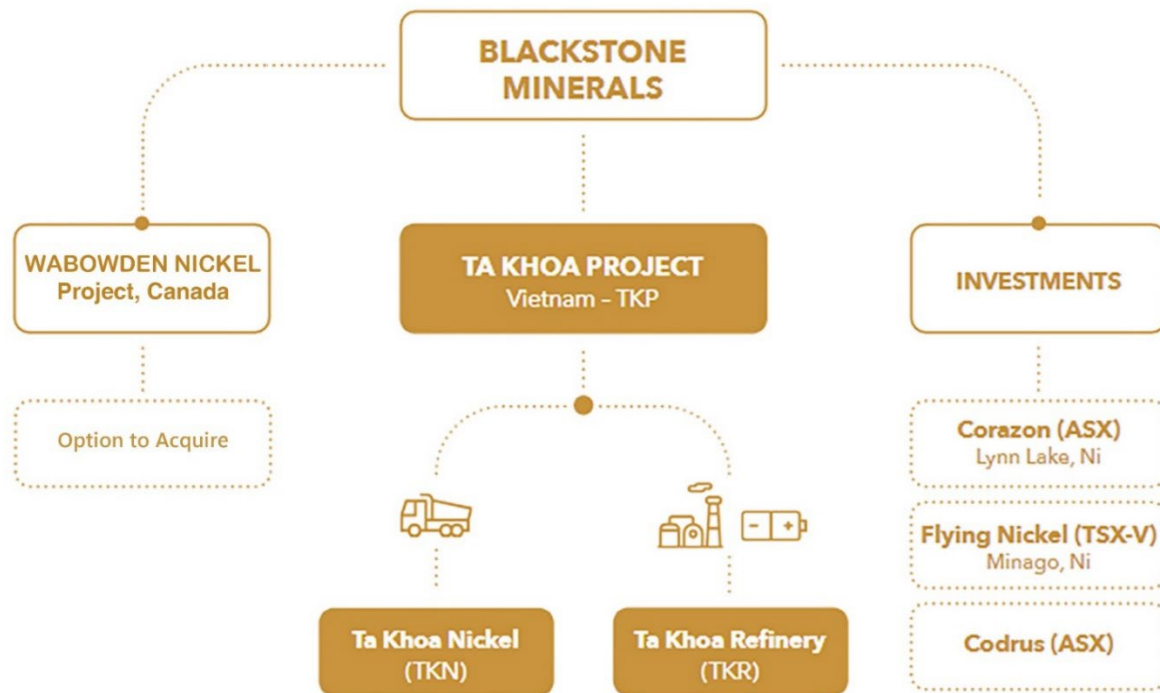 BLACKSTONE
MINERALS
WABOWDEN NICKEL
Project, Canada
Option to Acquire
TA KHOA PROJECT
Vietnam – TKP
Ta Khoa Nickel
(TKN)
Ta Khoa Refinery
(TKR)
INVESTMENTS
Corazon (ASX)
Lynn Lake, Ni
Flying Nickel (TSX-V)
Minago, Ni
Codrus (ASX)